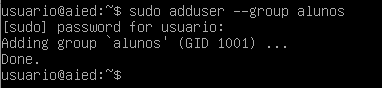 usuario@aied:~$ sudo adduser --group alunos
[sudo] password for usuario:
Adding group `alunos' (GID 1001) ...
Done.
usuario@aied:~$